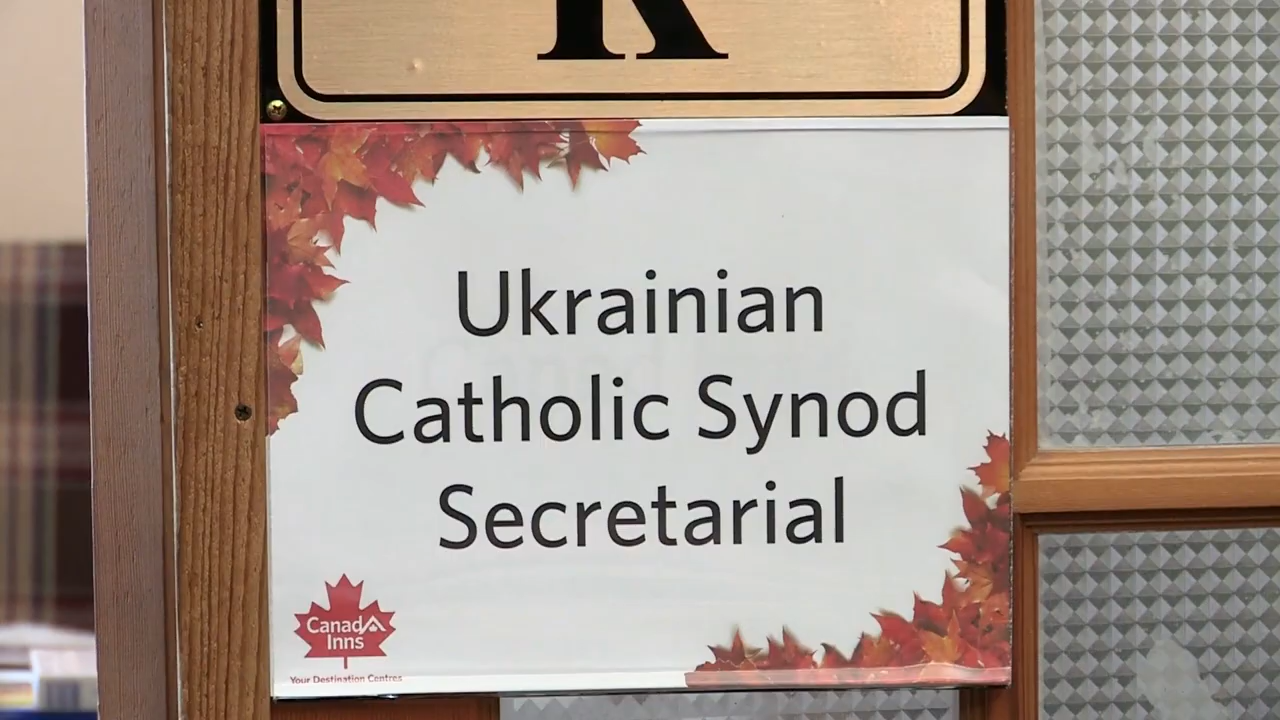 K
Ukrainian
Catholic Synod
Secretarial
Canad
Inns
Your Destination Centres